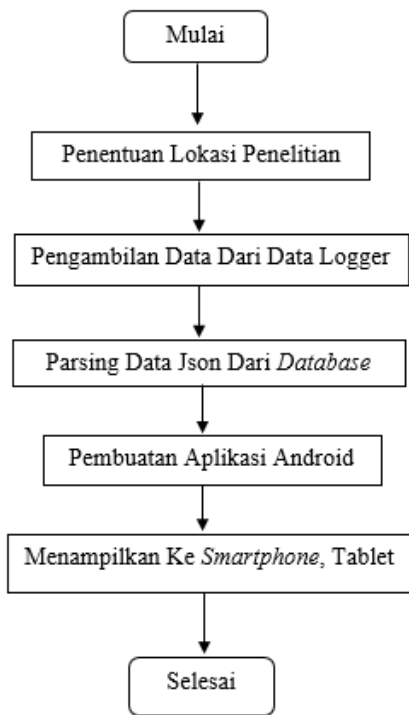 Mulai
Penentuan Lokasi Penelitian
Pengambilan Data Dari Data Logger
Parsing Data Json Dari Database
Pembuatan Aplikasi Android
Menampilkan Ke Smartphone, Tablet
Selesai